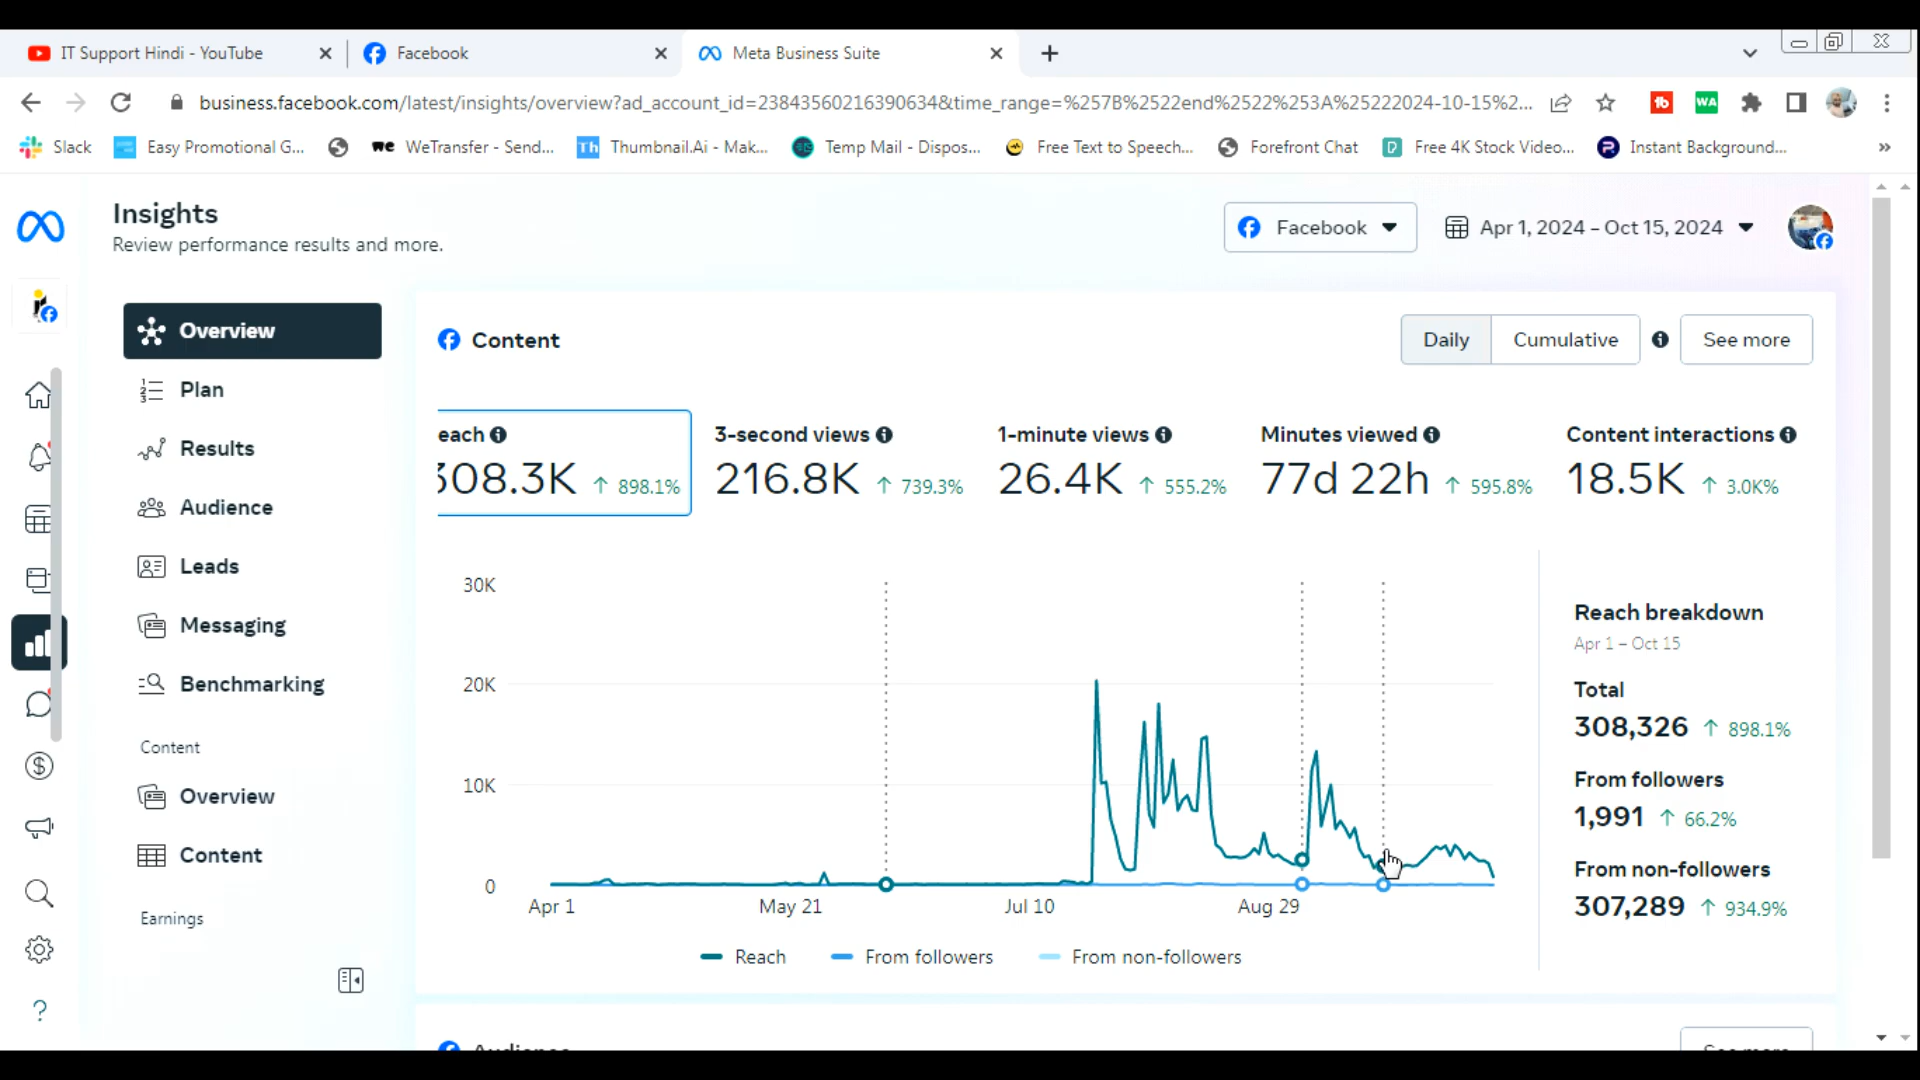 IT Support Hindi - YouTube
Facebook
Meta Business Suite
business.facebook.com/latest/insights/overview?ad_account_id=23843560216390634&time_range=%257B%2522end%2522%253A%25222024-10-15%2...
Slack
Easy Promotional G...
we WeTransfer - Send...
Th Thumbnail.Ai - Mak...
Temp Mail - Dispos...
Free Text to Speech...
Forefront Chat
D Free 4K Stock Video...
Instant Background...
WA
Insights
Review performance results and more.
Facebook
Apr 1, 2024 – Oct 15, 2024
Overview
Plan
Results
Audience
Leads
Messaging
Benchmarking
Content
Overview
Content
Earnings
Content
Daily
Cumulative
See more
each
308.3K ↑ 898.1%
3-second views
216.8K ↑ 739.3%
1-minute views
26.4K ↑ 555.2%
Minutes viewed
77d 22h ↑ 595.8%
Content interactions
18.5K ↑ 3.0K%
30K
20K
10K
0
Apr 1
May 21
Jul 10
Aug 29
Reach
From followers
From non-followers
Reach breakdown
Apr 1 – Oct 15
Total
308,326 ↑ 898.1%
From followers
1,991 ↑ 66.2%
From non-followers
307,289 ↑ 934.9%